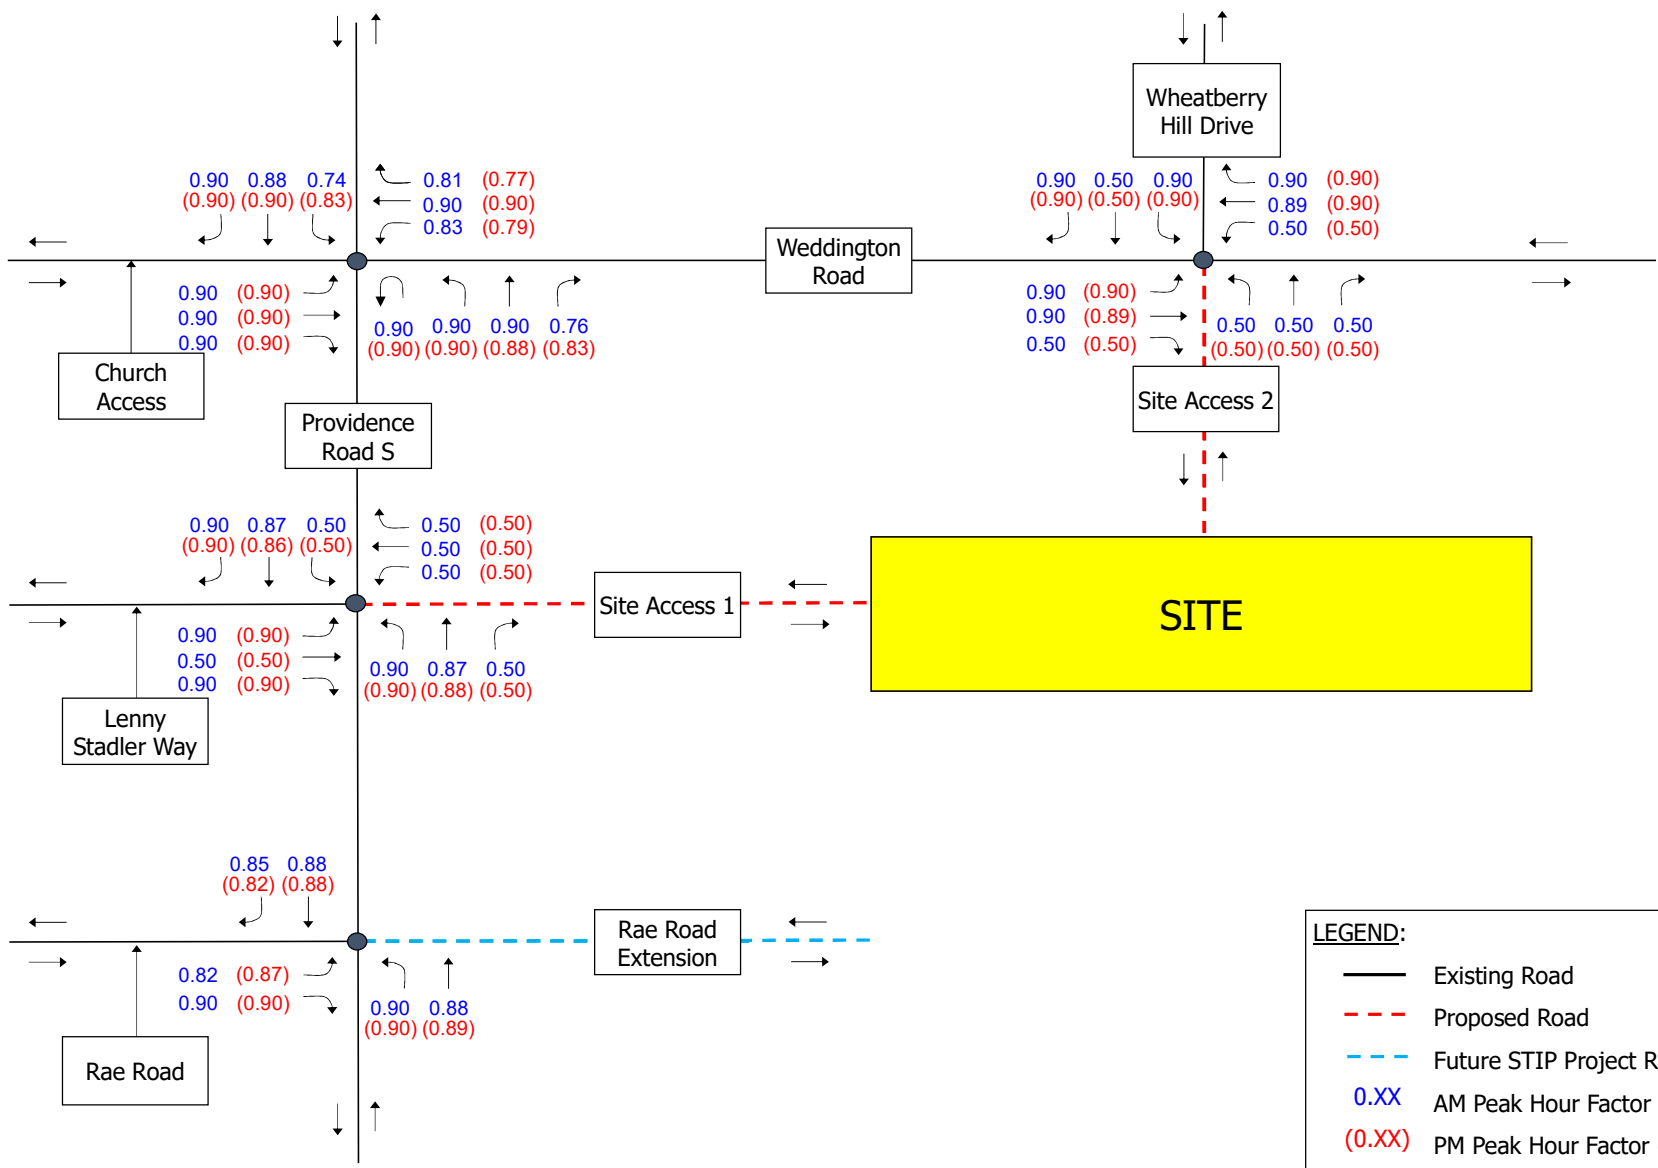 Wheatberry
Hill Drive
0.90 0.88 0.74
(0.90) (0.90) (0.83)
0.81 (0.77)
0.90 (0.90)
0.83 (0.79)
0.90 0.50 0.90
(0.90) (0.50) (0.90)
0.90 (0.90)
0.89 (0.90)
0.50 (0.50)
Weddington
Road
0.90 (0.90)
0.90 (0.90)
0.90 (0.90)
0.90 0.90 0.90 0.76
(0.90) (0.90) (0.88) (0.83)
0.90 (0.90)
0.90 (0.89)
0.50 (0.50)
0.50 0.50 0.50
(0.50) (0.50) (0.50)
Church
Access
Site Access 2
Providence
Road S
0.90 0.87 0.50
(0.90) (0.86) (0.50)
0.50 (0.50)
0.50 (0.50)
0.50 (0.50)
Site Access 1
SITE
0.90 (0.90)
0.50 (0.50)
0.90 (0.90)
0.90 0.87 0.50
(0.90) (0.88) (0.50)
Lenny
Stadler Way
0.85 0.88
(0.82) (0.88)
Rae Road
Extension
0.82 (0.87)
0.90 (0.90)
0.90 0.88
(0.90) (0.89)
Rae Road
LEGEND:
Existing Road
Proposed Road
Future STIP Project R
0.XX AM Peak Hour Factor
(0.XX) PM Peak Hour Factor